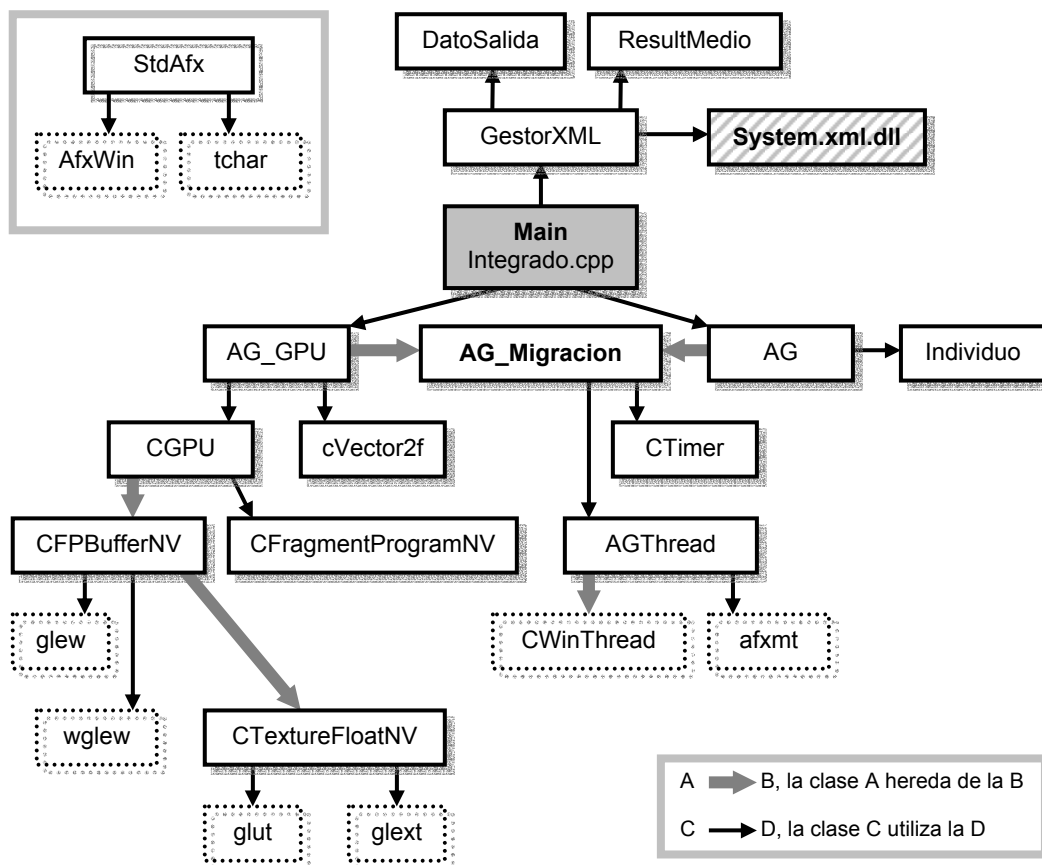 DatoSalida
ResultMedio
StdAfx
GestorXML
System.xml.dll
AfxWin
tchar
Main
Integrado.cpp
AG_GPU
AG_Migracion
AG
Individuo
CGPU
cVector2f
CTimer
CFPBufferNV
CFragmentProgramNV
AGThread
glew
CWinThread
afxmt
wglew
CTextureFloatNV
glut
glext
A B, la clase A hereda de la B
C D, la clase C utiliza la D